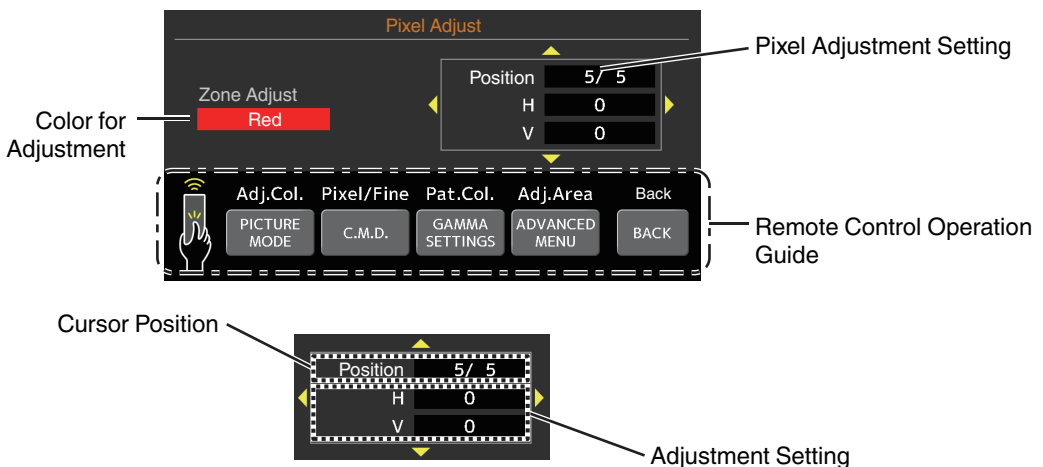 Pixel Adjust
Pixel Adjustment Setting
Position 5/ 5
Zone Adjust
H 0
Red
V 0
Color for
Adjustment
Adj.Col. Pixel/Fine Pat.Col. Adj.Area Back
PICTURE
MODE
C.M.D.
GAMMA
SETTINGS
ADVANCED
MENU
BACK
Remote Control Operation
Guide
Cursor Position
Position 5/ 5
H 0
V 0
Adjustment Setting